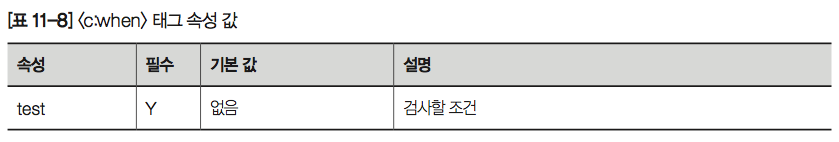 [표 11-8] <c:when> 태그 속성 값
속성 필수 기본 값 설명
test Y 없음 검사할 조건